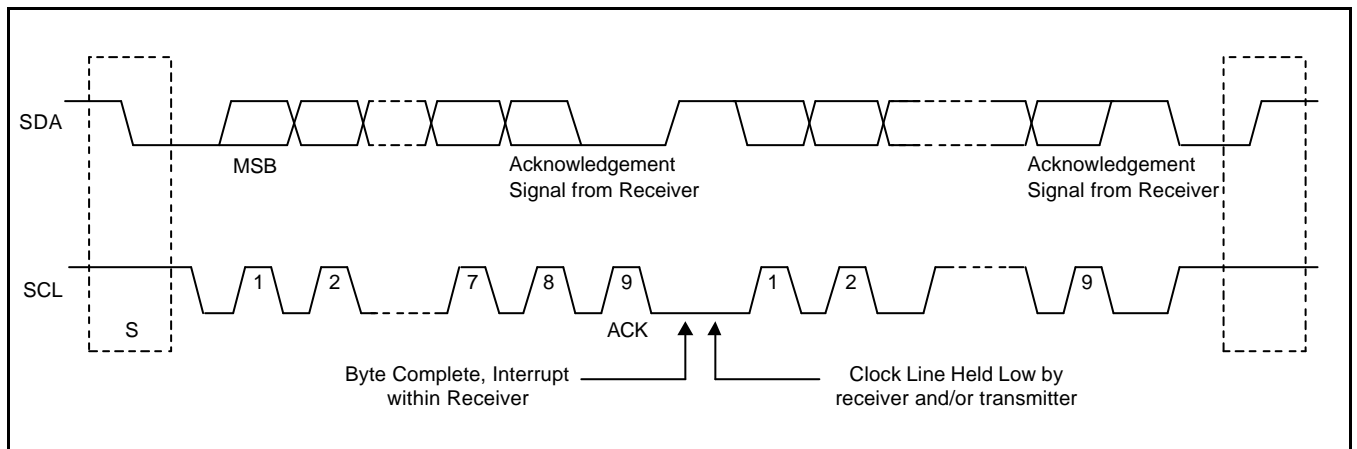 SDA
MSB
Acknowledgement
Signal from Receiver
Acknowledgement
Signal from Receiver
SCL
1
2
7
8
9
1
2
9
S
ACK
Byte Complete, Interrupt
within Receiver
Clock Line Held Low by
receiver and/or transmitter